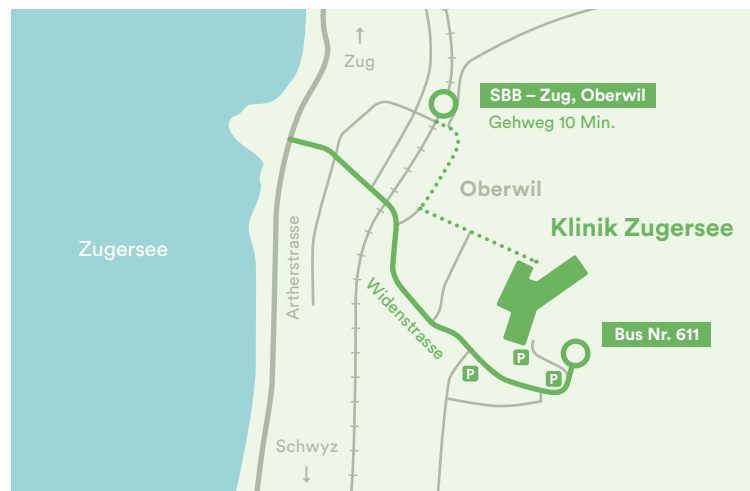 Zug
SBB – Zug, Oberwil
Gehweg 10 Min.
Oberwil
Klinik Zugersee
Zugersee
Artherstrasse
Widenstrasse
Bus Nr. 611
P
P
P
Schwyz